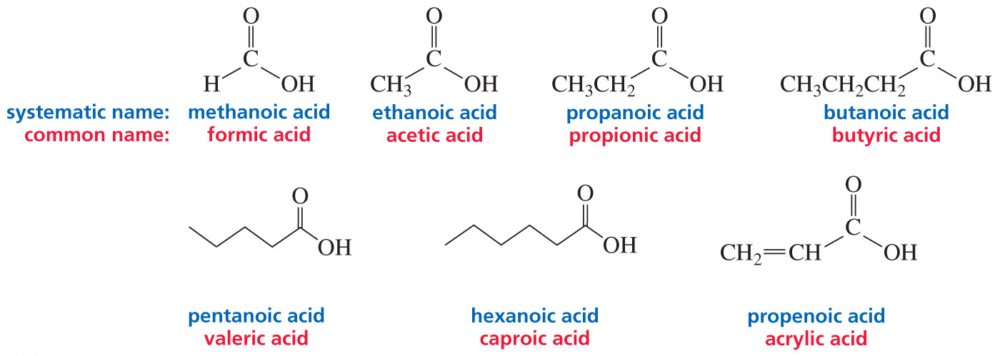 O O O O
C C C C
H OH CH₃ OH CH₃CH₂ OH CH₃CH₂CH₂ OH
systematic name: methanoic acid ethanoic acid propanoic acid butanoic acid
common name: formic acid acetic acid propionic acid butyric acid
O O O
C
OH OH CH₂=CH OH
pentanoic acid hexanoic acid propenoic acid
valeric acid caproic acid acrylic acid